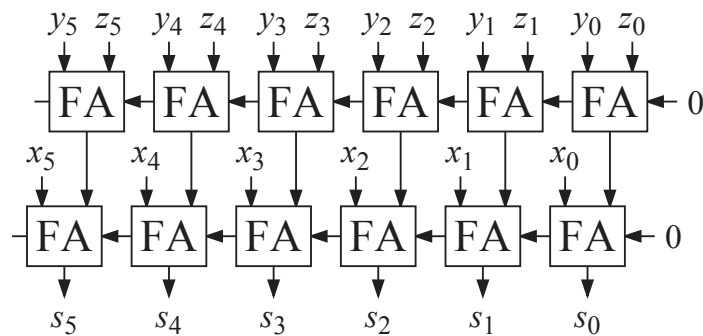 y₅ z₅ y₄ z₄ y₃ z₃ y₂ z₂ y₁ z₁ y₀ z₀
FA FA FA FA FA FA 0
x₅ x₄ x₃ x₂ x₁ x₀
FA FA FA FA FA FA 0
s₅ s₄ s₃ s₂ s₁ s₀